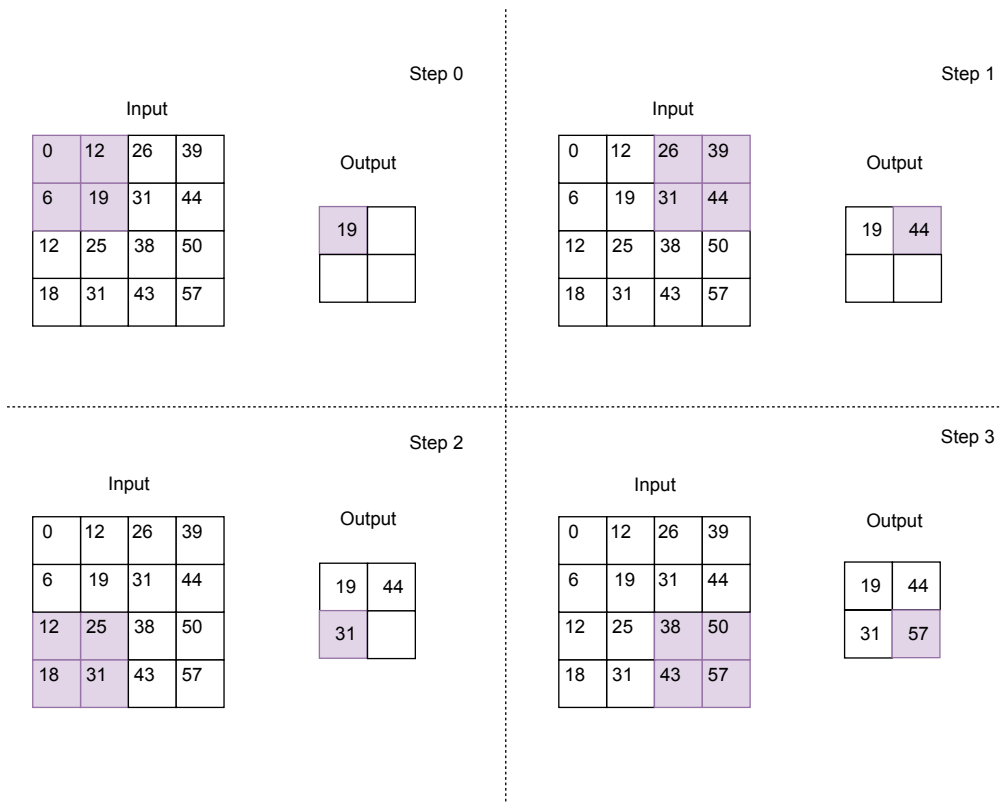 Step 0
Input
0 12 26 39
6 19 31 44
12 25 38 50
18 31 43 57
Output
19
Step 1
Input
0 12 26 39
6 19 31 44
12 25 38 50
18 31 43 57
Output
19 44
Step 2
Input
0 12 26 39
6 19 31 44
12 25 38 50
18 31 43 57
Output
19 44
31
Step 3
Input
0 12 26 39
6 19 31 44
12 25 38 50
18 31 43 57
Output
19 44
31 57